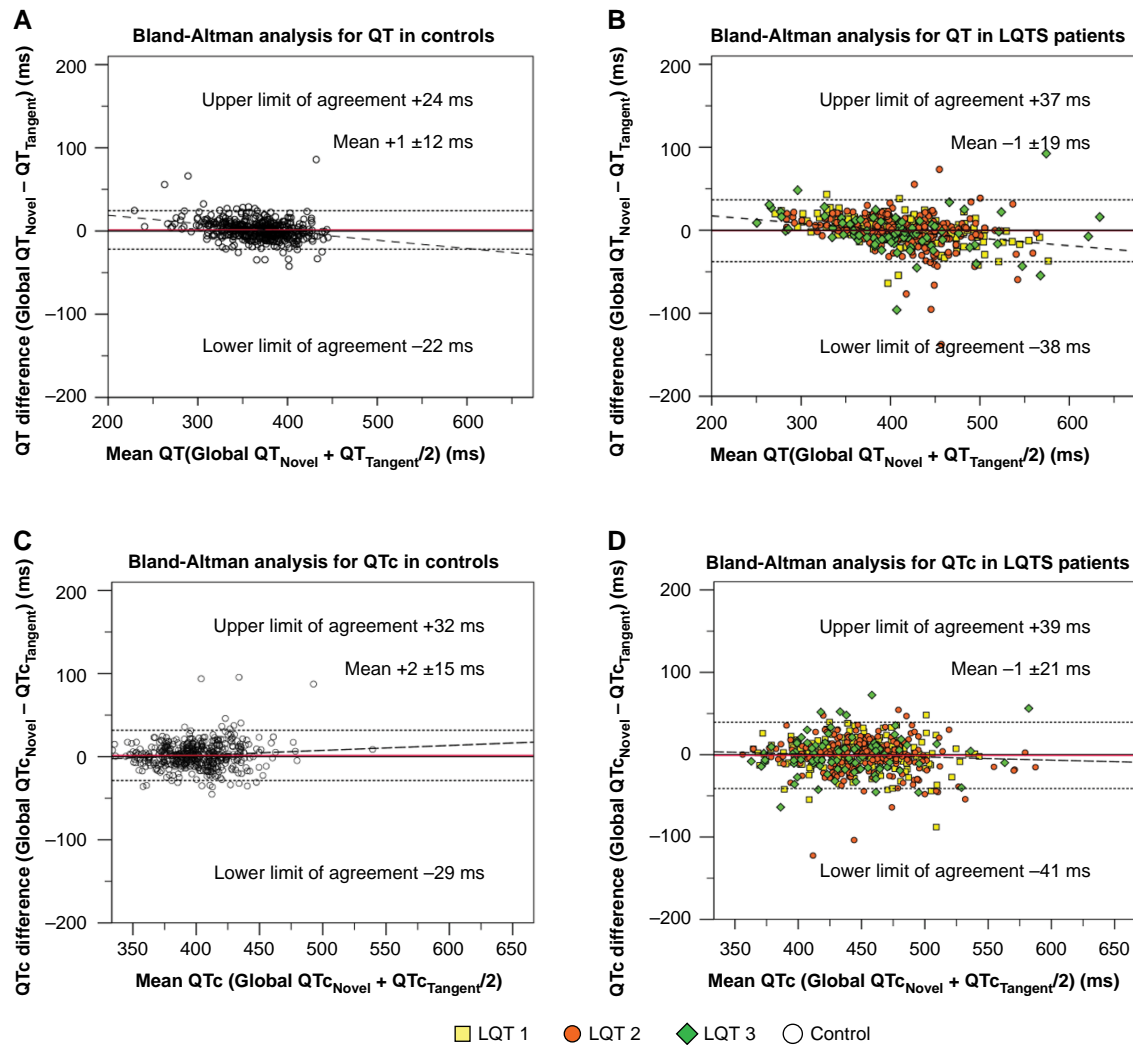 A
Bland-Altman analysis for QT in controls
QT difference (Global QTNovel – QTTangent) (ms)
200
100
0
–100
–200
Upper limit of agreement +24 ms
Mean +1 ±12 ms
Lower limit of agreement –22 ms
200 300 400 500 600
Mean QT(Global QTNovel + QTTangent/2) (ms)
B
Bland-Altman analysis for QT in LQTS patients
QT difference (Global QTNovel – QTTangent) (ms)
200
100
0
–100
–200
Upper limit of agreement +37 ms
Mean –1 ±19 ms
Lower limit of agreement –38 ms
200 300 400 500 600
Mean QT(Global QTNovel + QTTangent/2) (ms)
C
Bland-Altman analysis for QTc in controls
QTc difference (Global QTcNovel – QTcTangent) (ms)
200
100
0
–100
–200
Upper limit of agreement +32 ms
Mean +2 ±15 ms
Lower limit of agreement –29 ms
350 400 450 500 550 600 650
Mean QTc (Global QTcNovel + QTcTangent/2)
D
Bland-Altman analysis for QTc in LQTS patients
QTc difference (Global QTcNovel – QTcTangent) (ms)
200
100
0
–100
–200
Upper limit of agreement +39 ms
Mean –1 ±21 ms
Lower limit of agreement –41 ms
350 400 450 500 550 600 650
Mean QTc (Global QTcNovel + QTcTangent/2) (ms)
LQT 1 LQT 2 LQT 3 Control